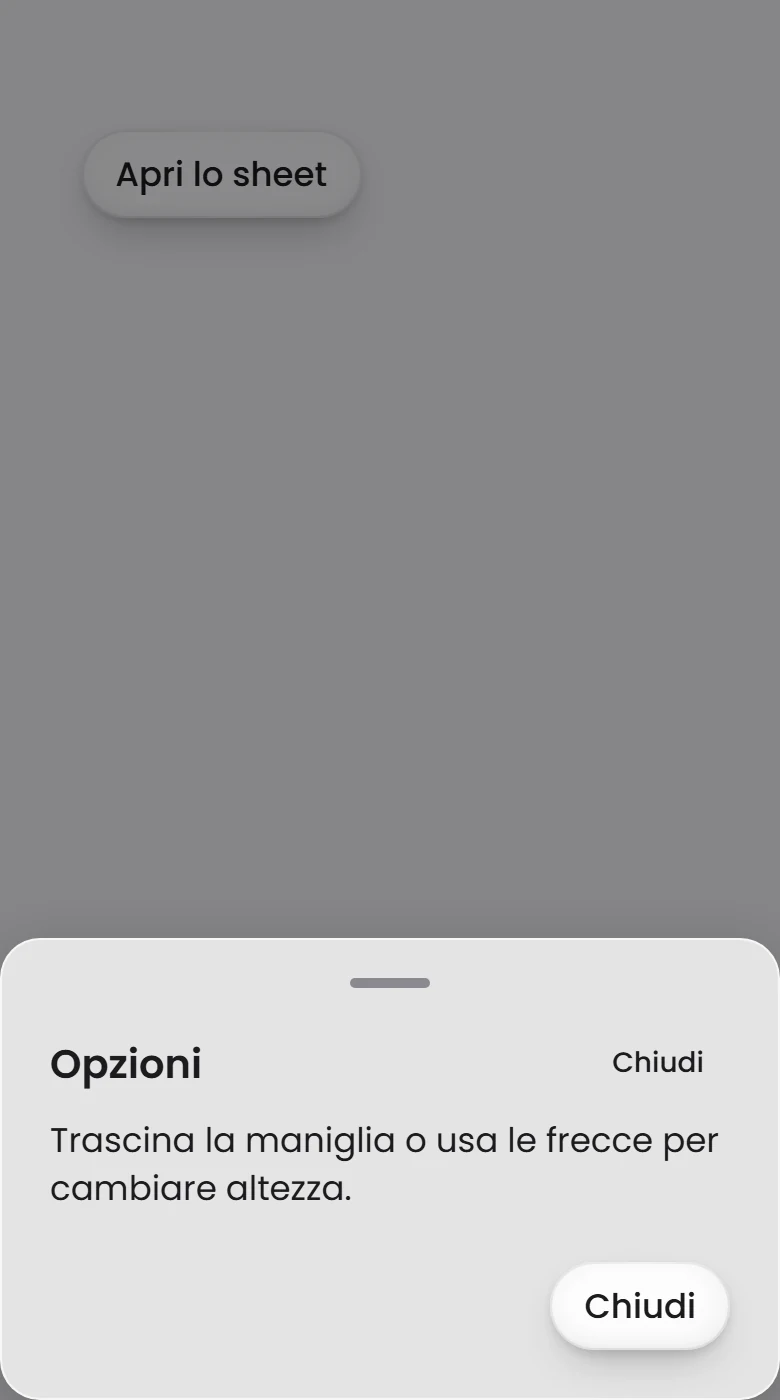 Apri lo sheet
Opzioni
Chiudi
Trascina la maniglia o usa le frecce per
cambiare altezza.
Chiudi